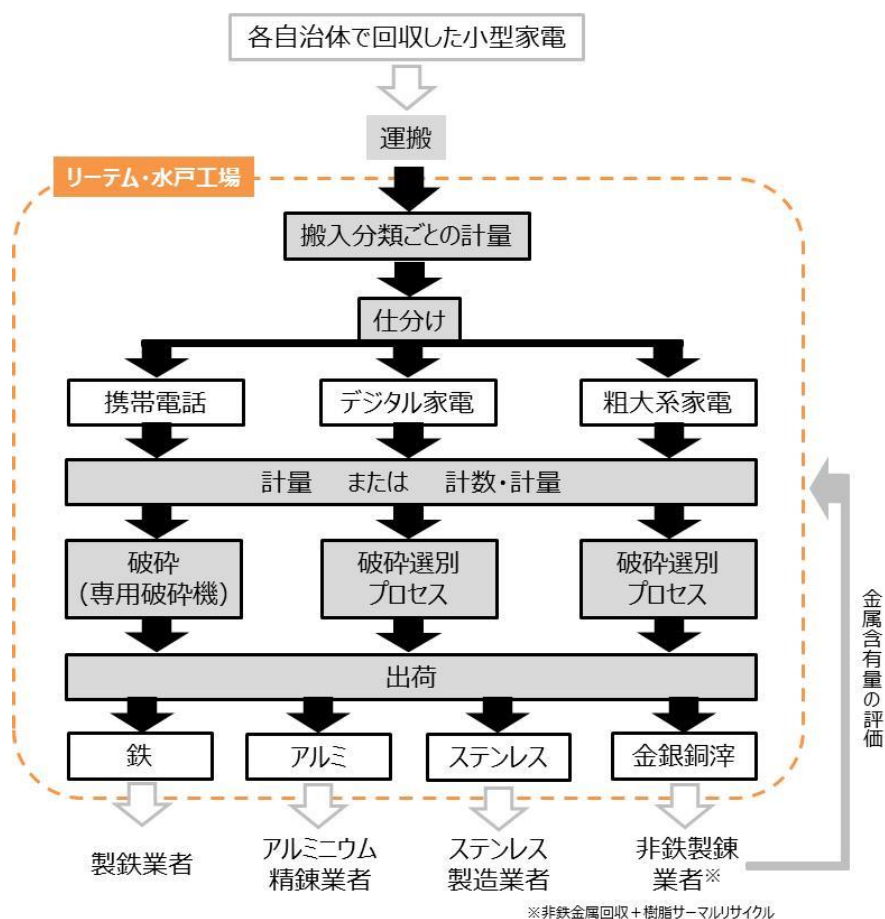 各自治体で回収した小型家電
運搬
リーテム・水戸工場
搬入分類ごとの計量
仕分け
携帯電話
デジタル家電
粗大系家電
計量 または 計数・計量
破砕
(専用破砕機)
破砕選別
プロセス
破砕選別
プロセス
出荷
鉄
アルミ
ステンレス
金銀銅滓
製鉄業者
アルミニウム
精錬業者
ステンレス
製造業者
非鉄製錬
業者※
金属含有量の評価
※非鉄金属回収+樹脂サーマルリサイクル